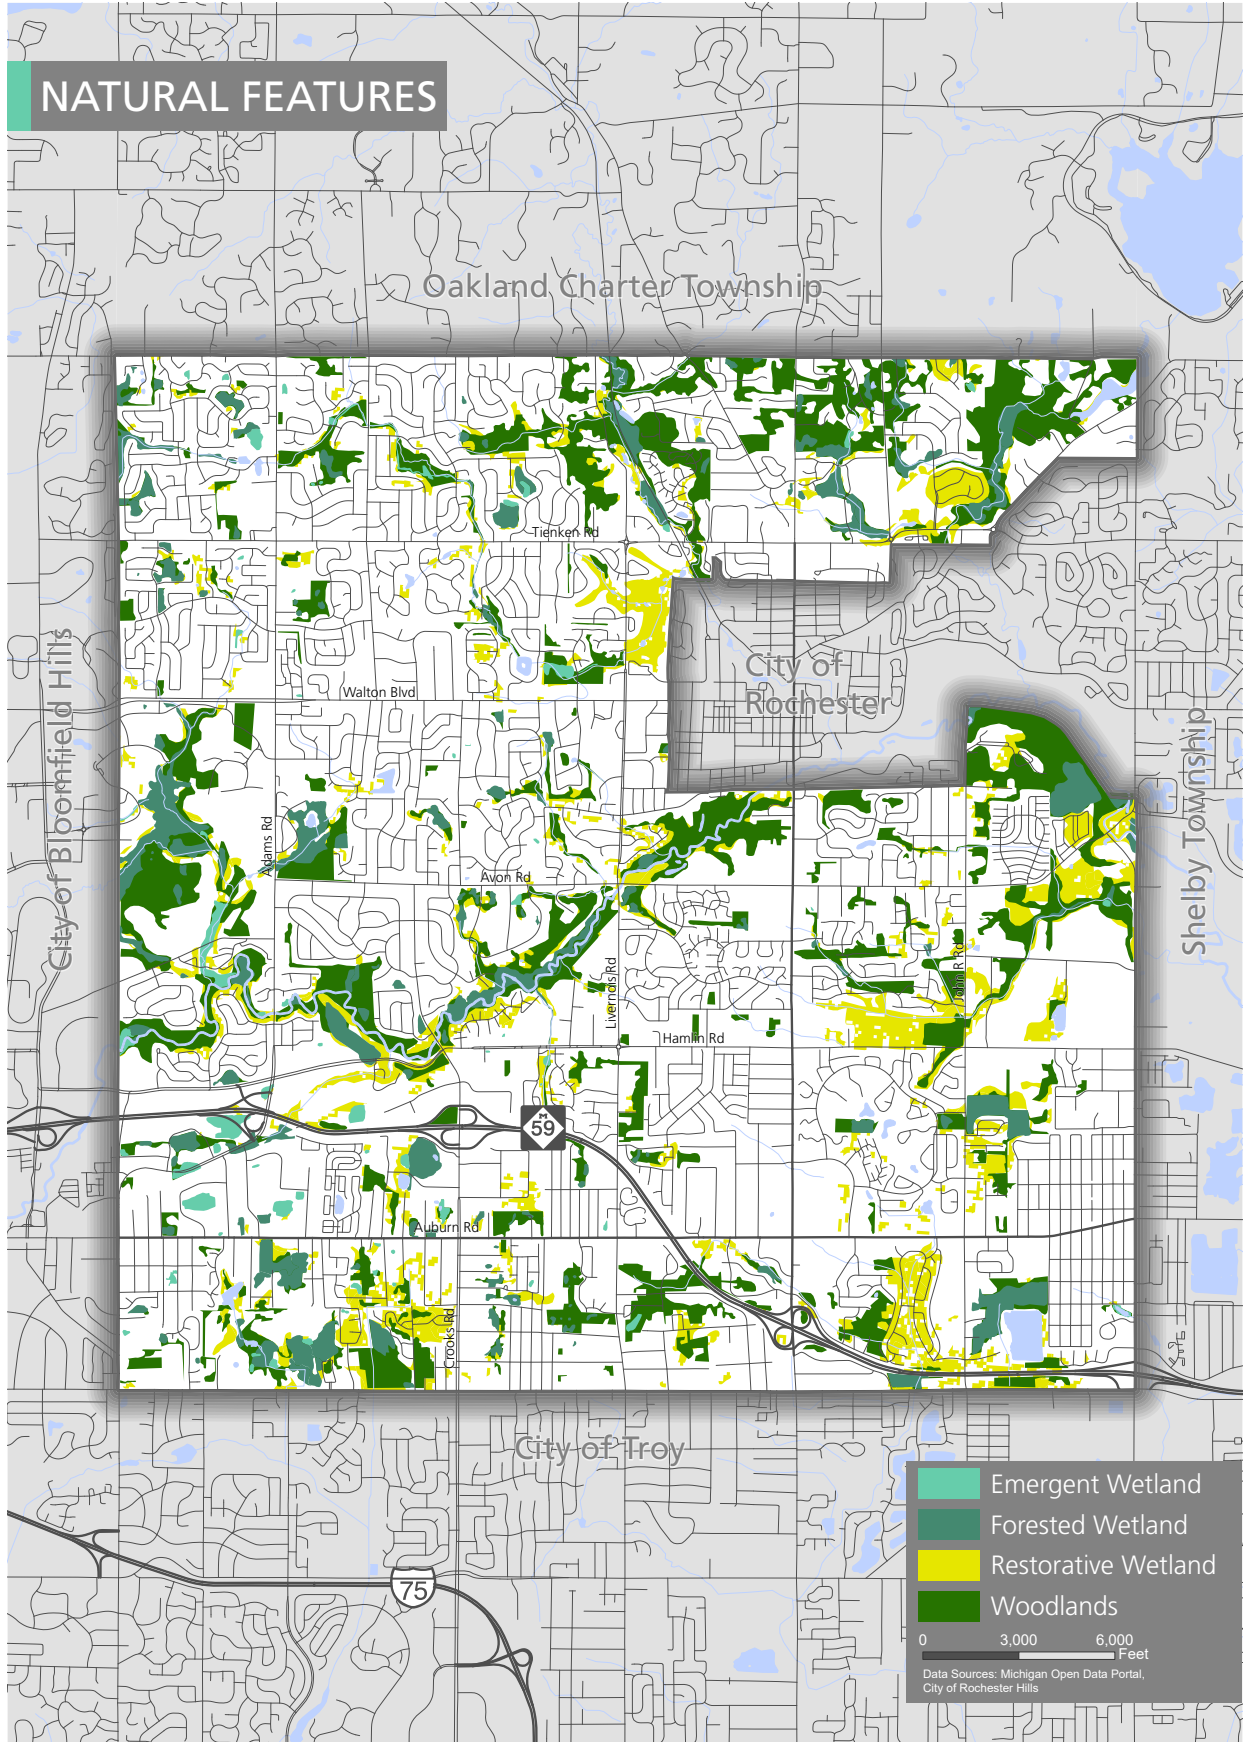 NATURAL FEATURES
Oakland Charter Township
Tienken Rd
City of Bloomfield Hills
City of
Rochester
Walton Blvd
Shelby Township
Adams Rd
Avon Rd
Livernois Rd
John R Rd
Hamlin Rd
M
59
Auburn Rd
Crooks Rd
City of Troy
75
Emergent Wetland
Forested Wetland
Restorative Wetland
Woodlands
0 3,000 6,000
Feet
Data Sources: Michigan Open Data Portal,
City of Rochester Hills